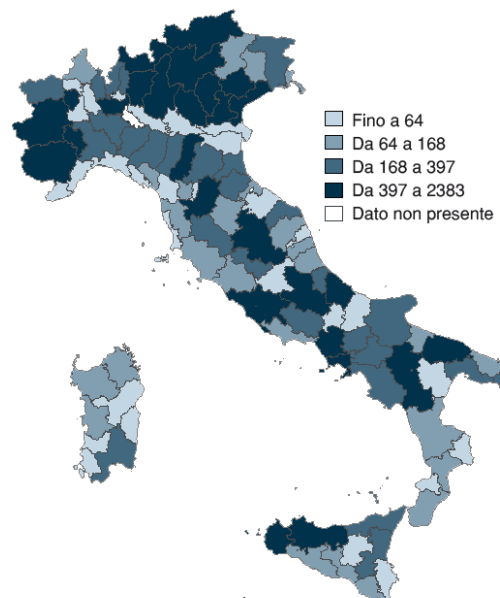 Fino a 64
Da 64 a 168
Da 168 a 397
Da 397 a 2383
Dato non presente